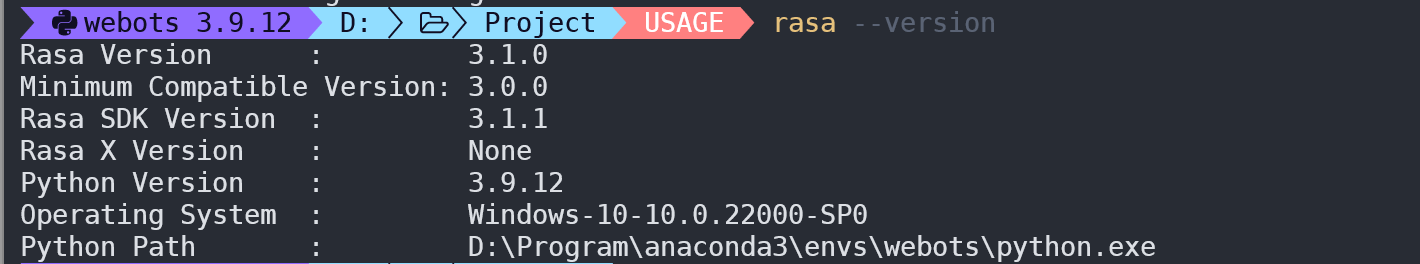 webots 3.9.12 D: Project USAGE rasa --version
Rasa Version      :         3.1.0
Minimum Compatible Version: 3.0.0
Rasa SDK Version  :         3.1.1
Rasa X Version    :         None
Python Version    :         3.9.12
Operating System  :         Windows-10-10.0.22000-SP0
Python Path       :         D:\Program\anaconda3\envs\webots\python.exe